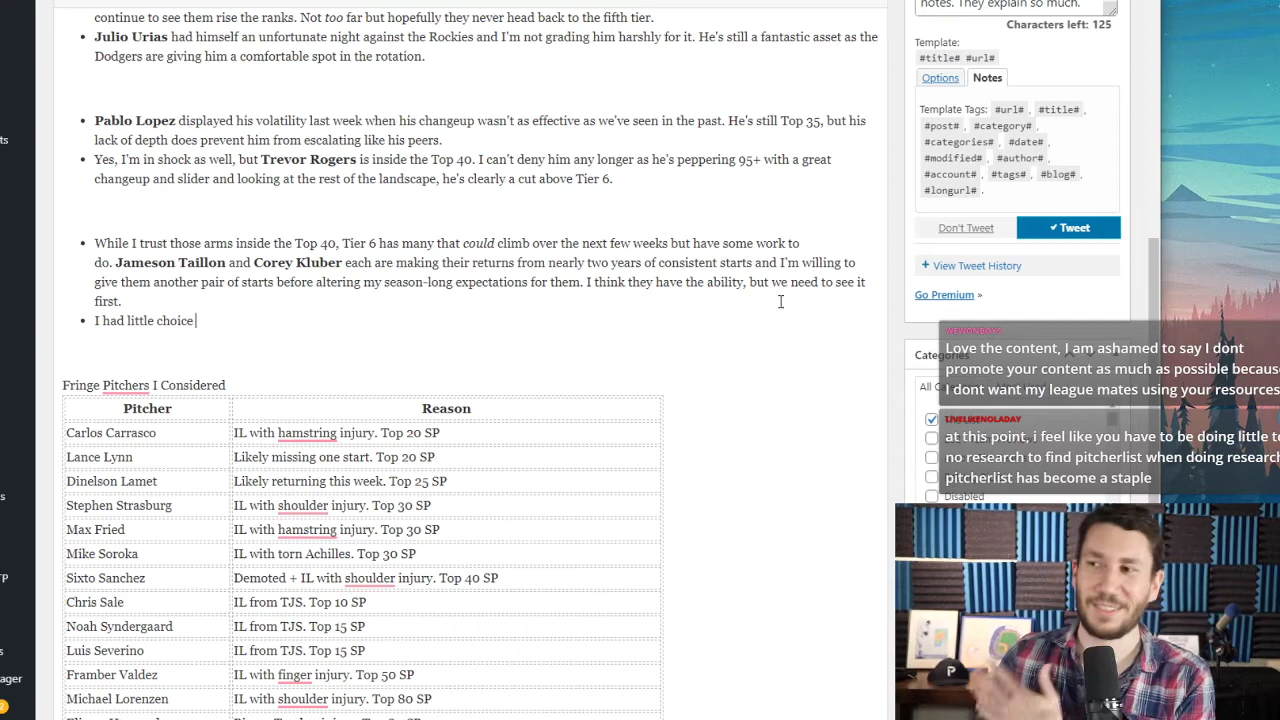 continue to see them rise the ranks. Not too far but hopefully they never head back to the fifth tier.
Julio Urias had himself an unfortunate night against the Rockies and I'm not grading him harshly for it. He's still a fantastic asset as the
Dodgers are giving him a comfortable spot in the rotation.
Pablo Lopez displayed his volatility last week when his changeup wasn't as effective as we've seen in the past. He's still Top 35, but his
lack of depth does prevent him from escalating like his peers.
Yes, I'm in shock as well, but Trevor Rogers is inside the Top 40. I can't deny him any longer as he's peppering 95+ with a great
changeup and slider and looking at the rest of the landscape, he's clearly a cut above Tier 6.
While I trust those arms inside the Top 40, Tier 6 has many that could climb over the next few weeks but have some work to
do. Jameson Taillon and Corey Kluber each are making their returns from nearly two years of consistent starts and I'm willing to
give them another pair of starts before altering my season-long expectations for them. I think they have the ability, but we need to see it
first.
I had little choice
Fringe Pitchers I Considered
Pitcher Reason
Carlos Carrasco IL with hamstring injury. Top 20 SP
Lance Lynn Likely missing one start. Top 20 SP
Dinelson Lamet Likely returning this week. Top 25 SP
Stephen Strasburg IL with shoulder injury. Top 30 SP
Max Fried IL with hamstring injury. Top 30 SP
Mike Soroka IL with torn Achilles. Top 30 SP
Sixto Sanchez Demoted + IL with shoulder injury. Top 40 SP
Chris Sale IL from TJS. Top 10 SP
Noah Syndergaard IL from TJS. Top 15 SP
Luis Severino IL from TJS. Top 15 SP
Framber Valdez IL with finger injury. Top 50 SP
Michael Lorenzen IL with shoulder injury. Top 80 SP
notes. They explain so much.
Characters left: 125
Template:
#title# #url#
Options Notes
Template Tags: #url# , #title# ,
#post# , #category# ,
#categories# , #date# ,
#modified# , #author# ,
#account# , #tags# , #blog# ,
#longurl# .
Don't Tweet Tweet
+ View Tweet History
Go Premium »
Categories
WEWONBOYS
Love the content, I am ashamed to say I dont
promote your content as much as possible because
I dont want my league mates using your resources
All
TIVELIKENOLADAY
at this point, i feel like you have to be doing little to
no research to find pitcherlist when doing research
pitcherlist has become a staple
Disabled
s
TP
s
ager
2
P